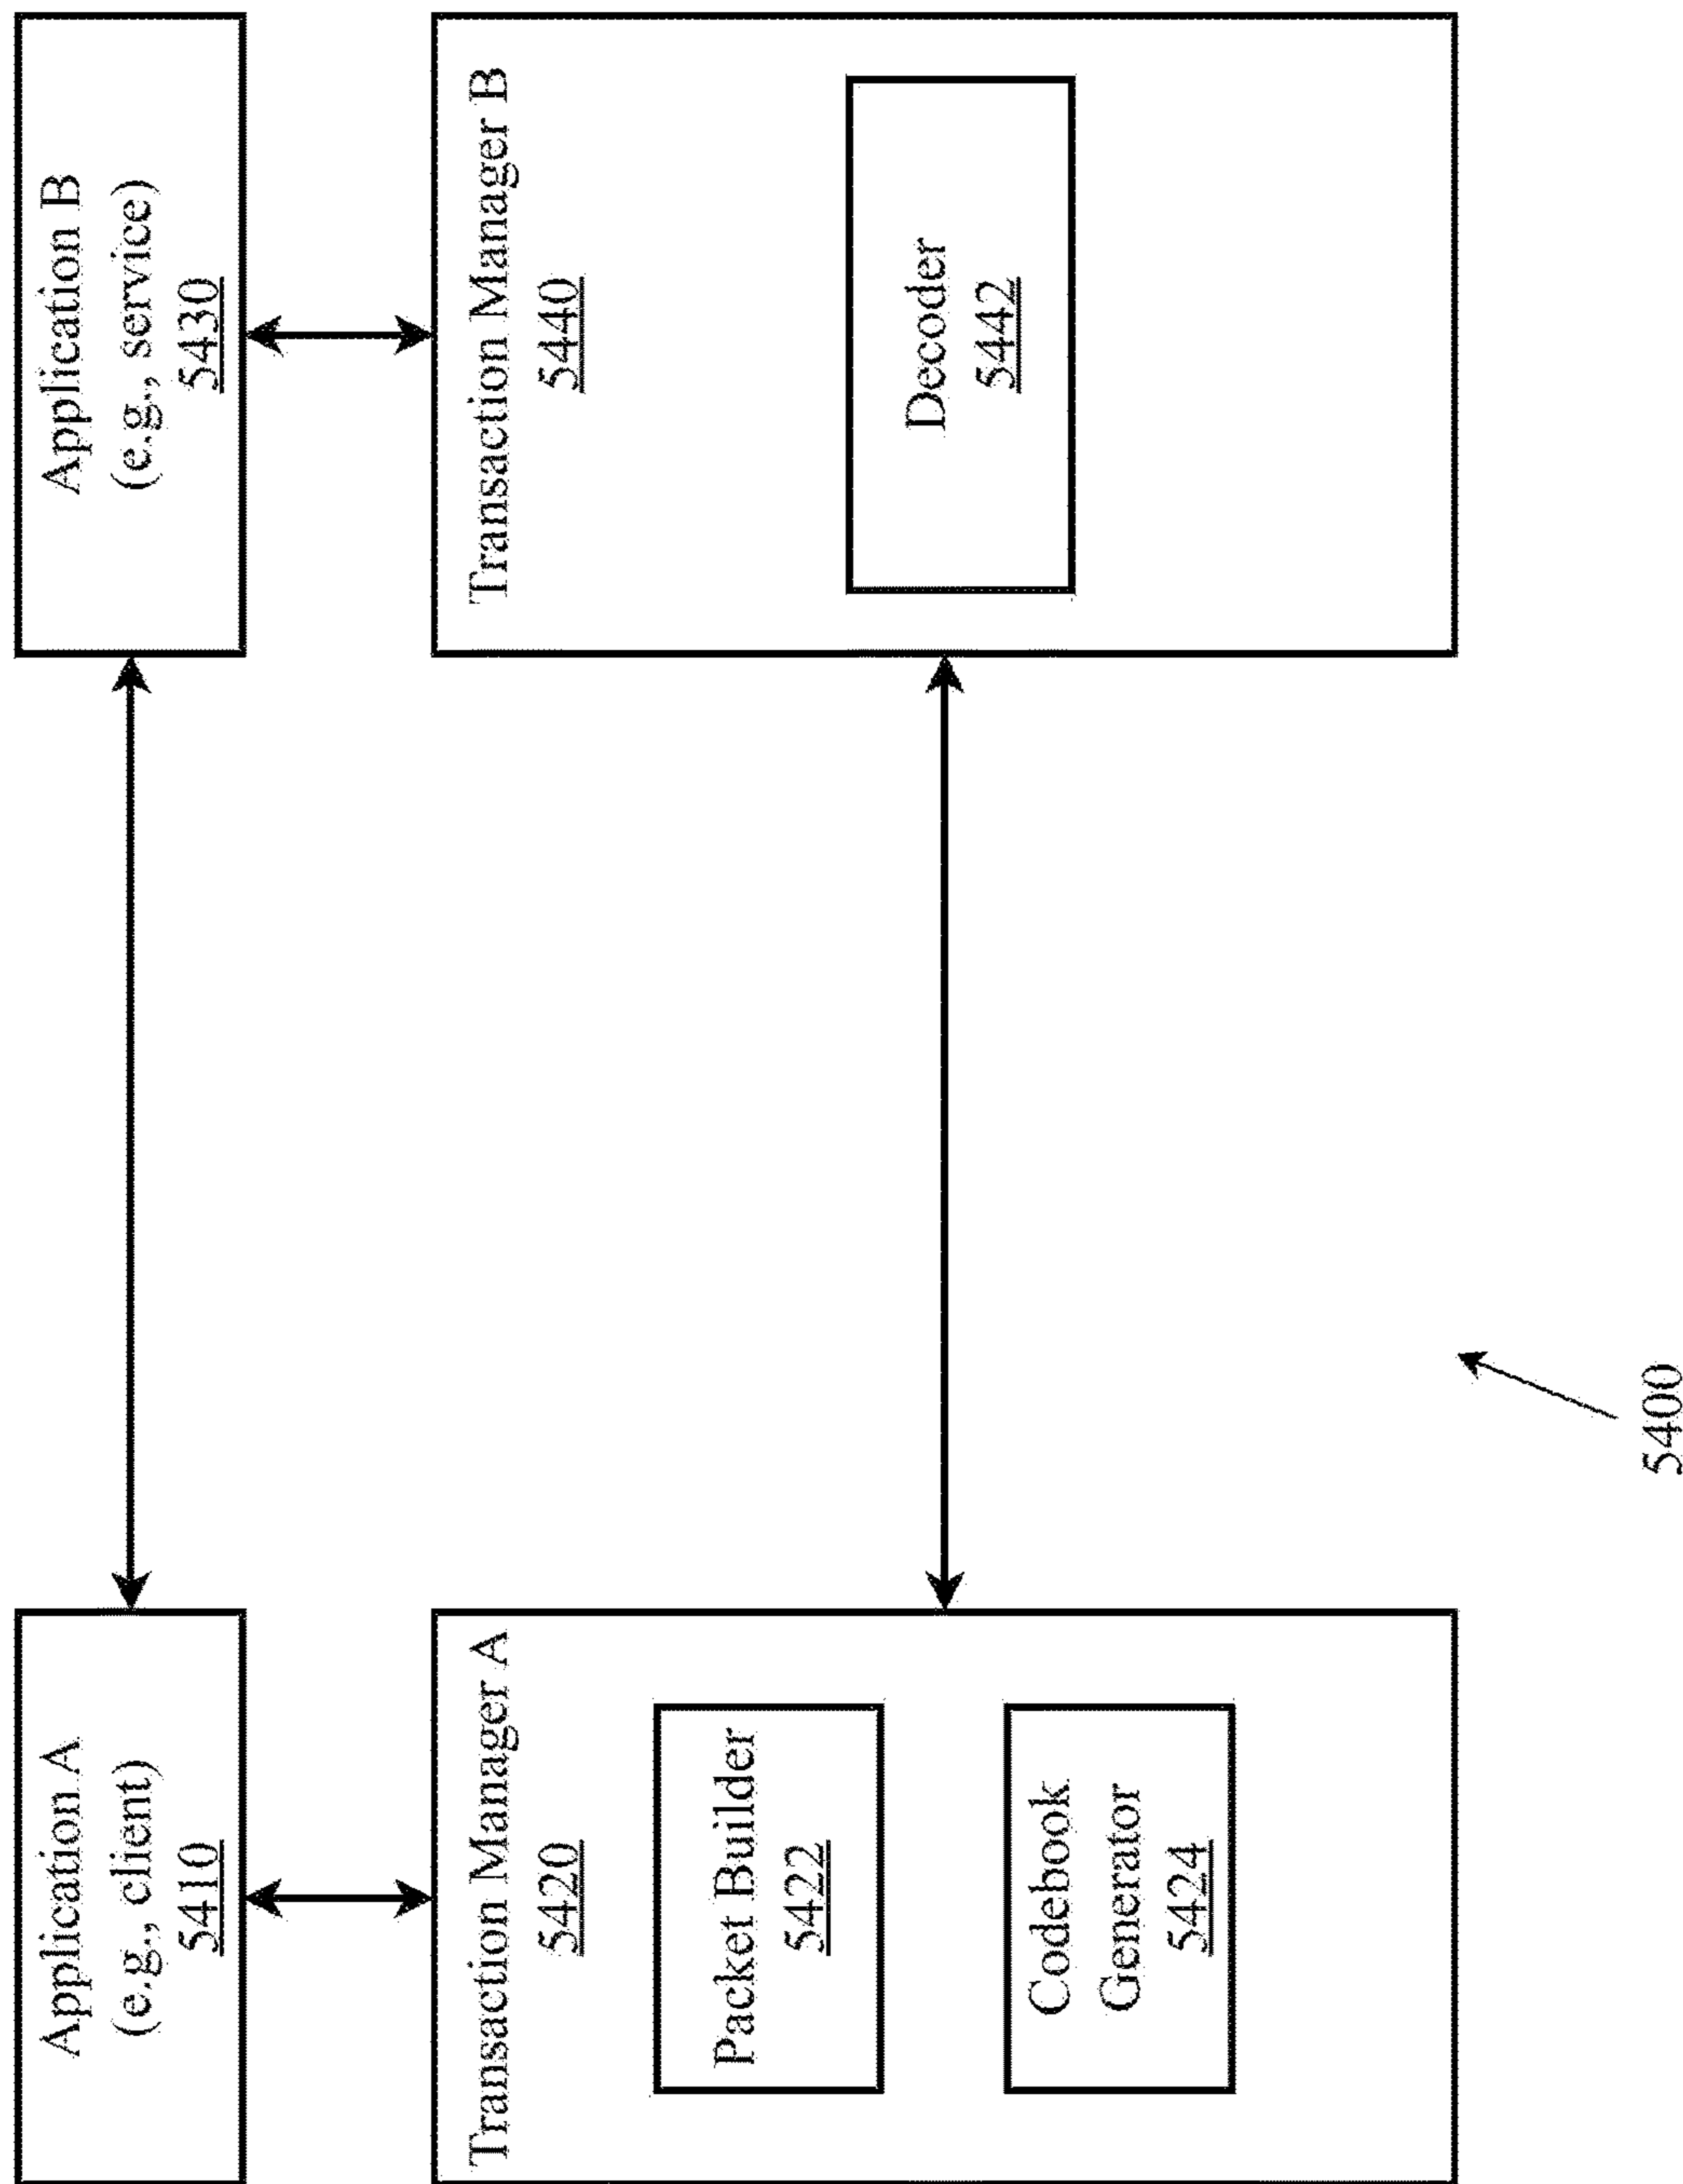 Application A
(e.g., client)
5410
Application B
(e.g., service)
5430
Transaction Manager A
5420
Packet Builder
5422
Codebook
Generator
5424
Transaction Manager B
5440
Decoder
5442
5400